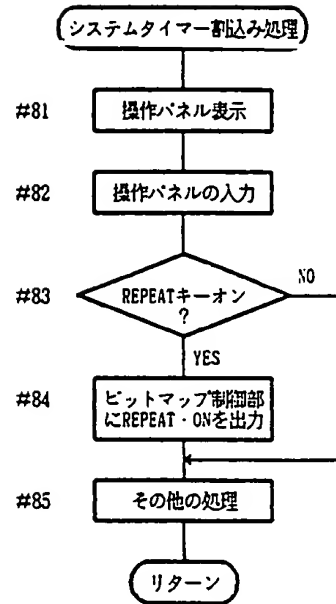 システムタイマー割込み処理
#81 操作パネル表示
#82 操作パネルの入力
#83 REPEATキーオン ? NO
YES
#84 ビットマップ制御部
にREPEAT・ONを出力
#85 その他の処理
リターン